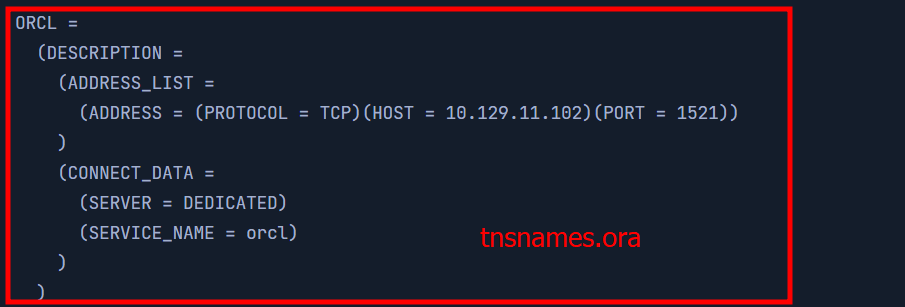 ORCL =
  (DESCRIPTION =
    (ADDRESS_LIST =
      (ADDRESS = (PROTOCOL = TCP)(HOST = 10.129.11.102)(PORT = 1521))
    )
    (CONNECT_DATA =
      (SERVER = DEDICATED)
      (SERVICE_NAME = orcl)
tnsnames.ora
    )
  )